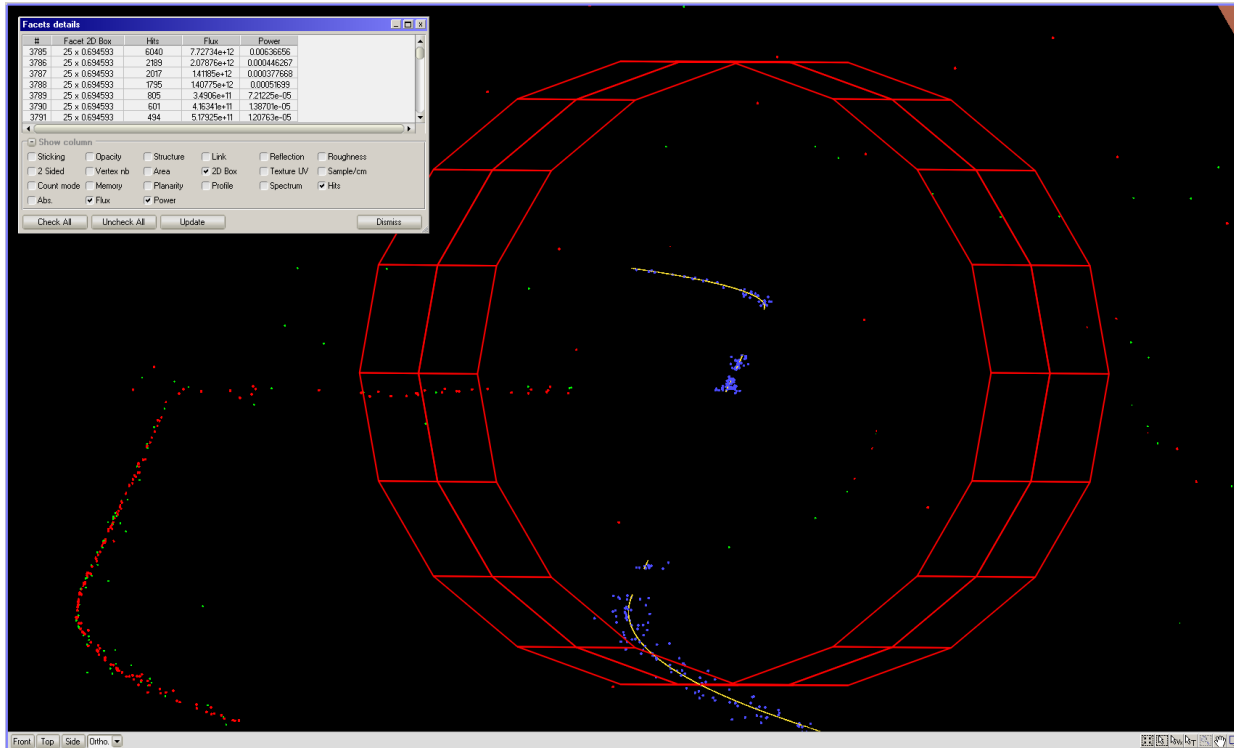 Facets details
# Facet 2D Box Hits Flux Power
3785 25 x 0.694593 6040 7.72734e+12 0.00636656
3786 25 x 0.694593 2189 2.07876e+12 0.000446267
3787 25 x 0.694593 2017 1.41185e+12 0.000377668
3788 25 x 0.694593 1795 1.40775e+12 0.00051699
3789 25 x 0.694593 805 3.4906e+11 7.21225e-05
3790 25 x 0.694593 601 4.16341e+11 1.38701e-05
3791 25 x 0.694593 494 5.17925e+11 1.20763e-05
Show column
Sticking Opacity Structure Link Reflection Roughness
2 Sided Vertex nb Area 2D Box Texture UV Sample/cm
Count mode Memory Planarity Profile Spectrum Hits
Abs. Flux Power
Check All Uncheck All Update Dismiss
Front Top Side Ortho.